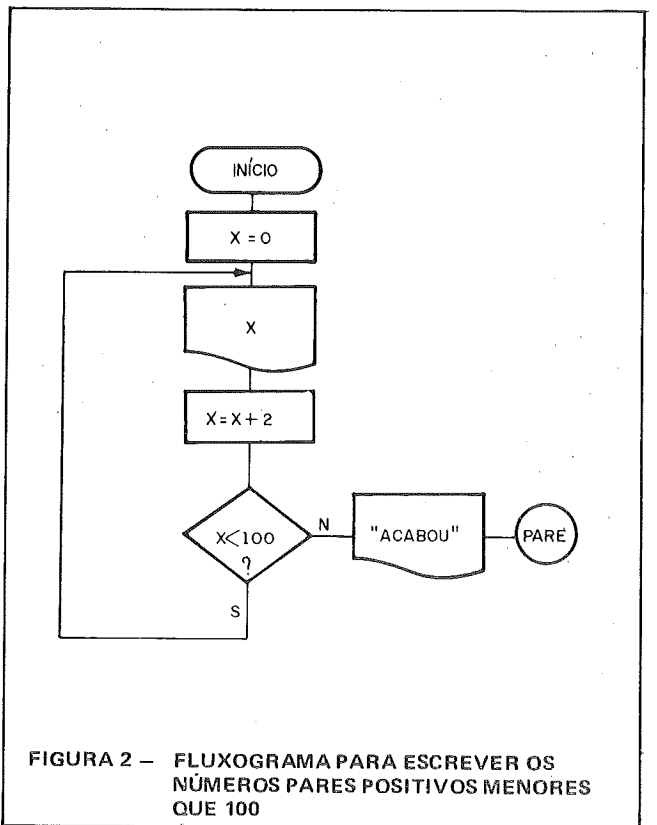 INÍCIO
X = 0
X
X=X+2
X<100
?
N
"ACABOU"
PARE
S
FIGURA 2 — FLUXOGRAMA PARA ESCREVER OS
NÚMEROS PARES POSITIVOS MENORES
QUE 100